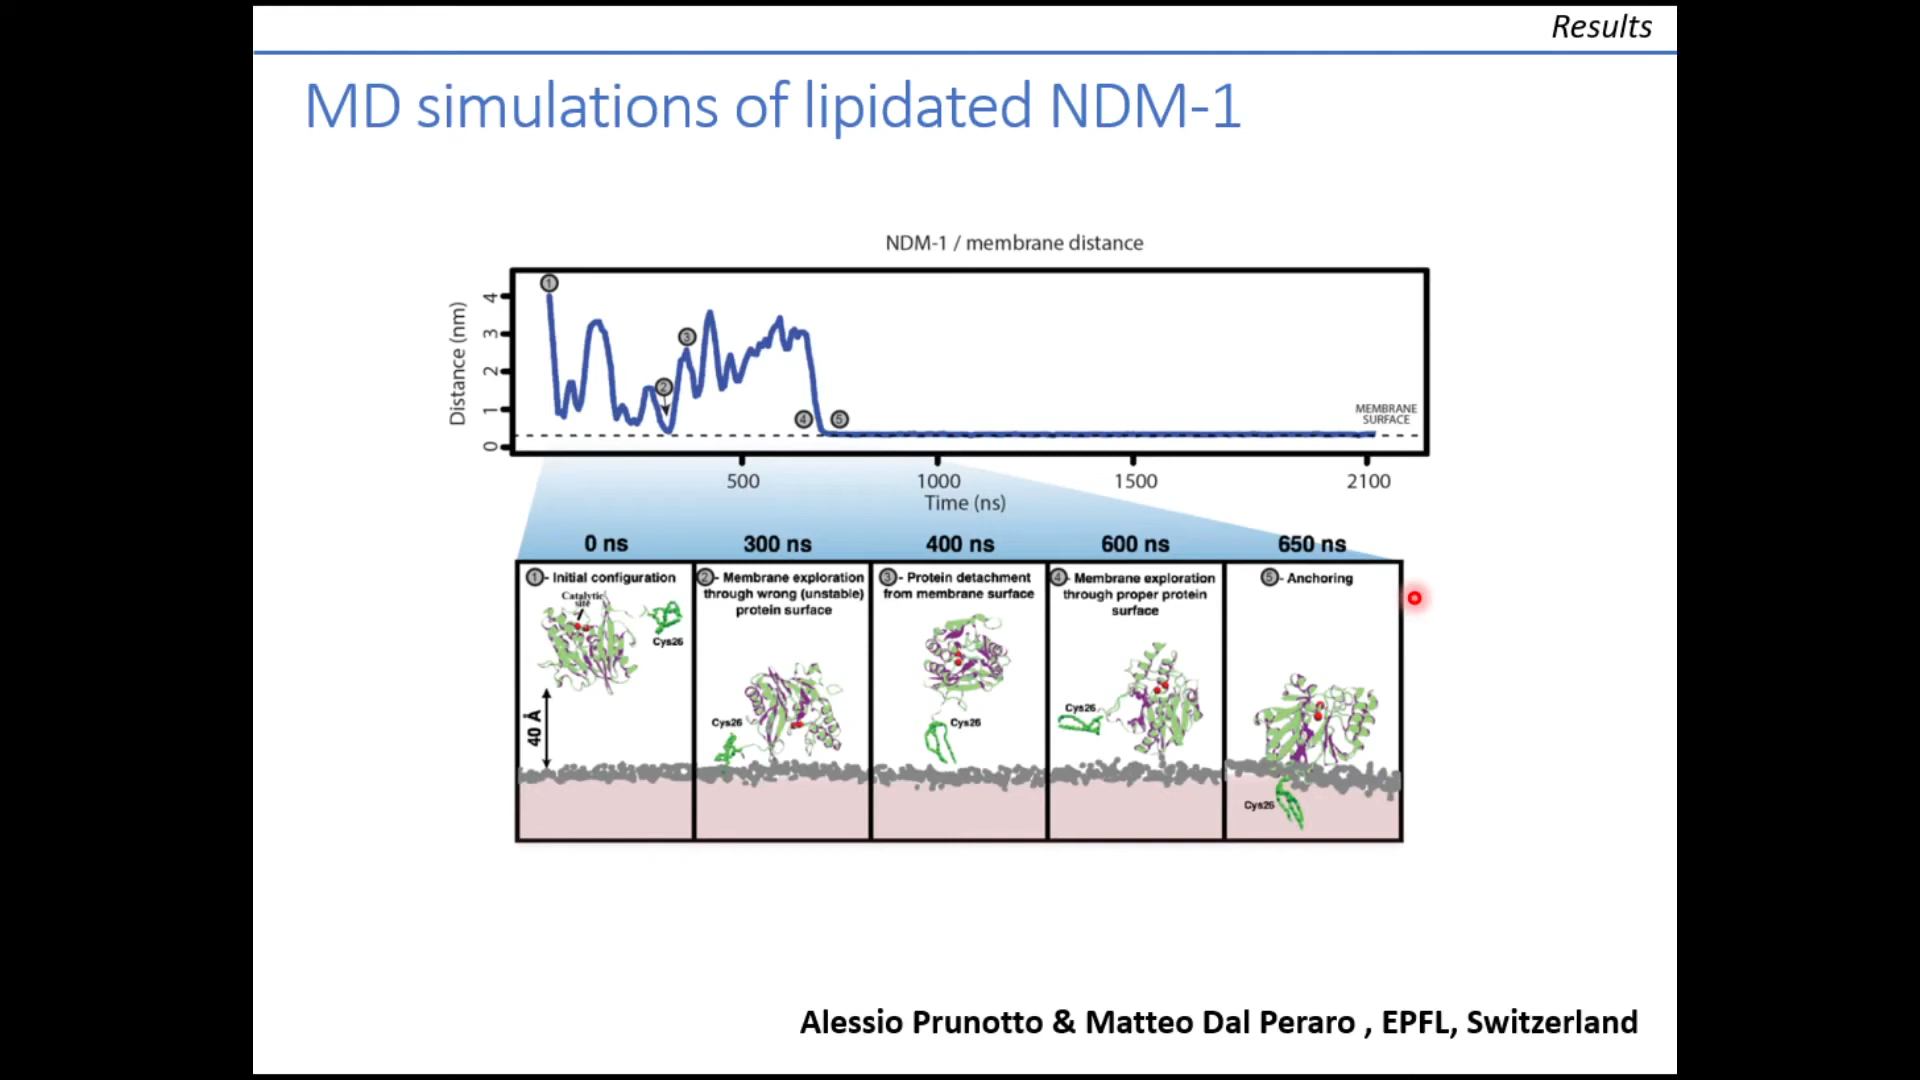 Results
MD simulations of lipidated NDM-1
NDM-1 / membrane distance
Distance (nm)
4
3
2
1
0
1
2
3
4
5
MEMBRANE
SURFACE
500
1000
1500
2100
Time (ns)
0 ns
300 ns
400 ns
600 ns
650 ns
1 - Initial configuration
Catalytic
site
Cys26
40 Å
2 - Membrane exploration
through wrong (unstable)
protein surface
Cys26
3 - Protein detachment
from membrane surface
Cys26
4 - Membrane exploration
through proper protein
surface
Cys26
5 - Anchoring
Cys26
Alessio Prunotto & Matteo Dal Peraro , EPFL, Switzerland